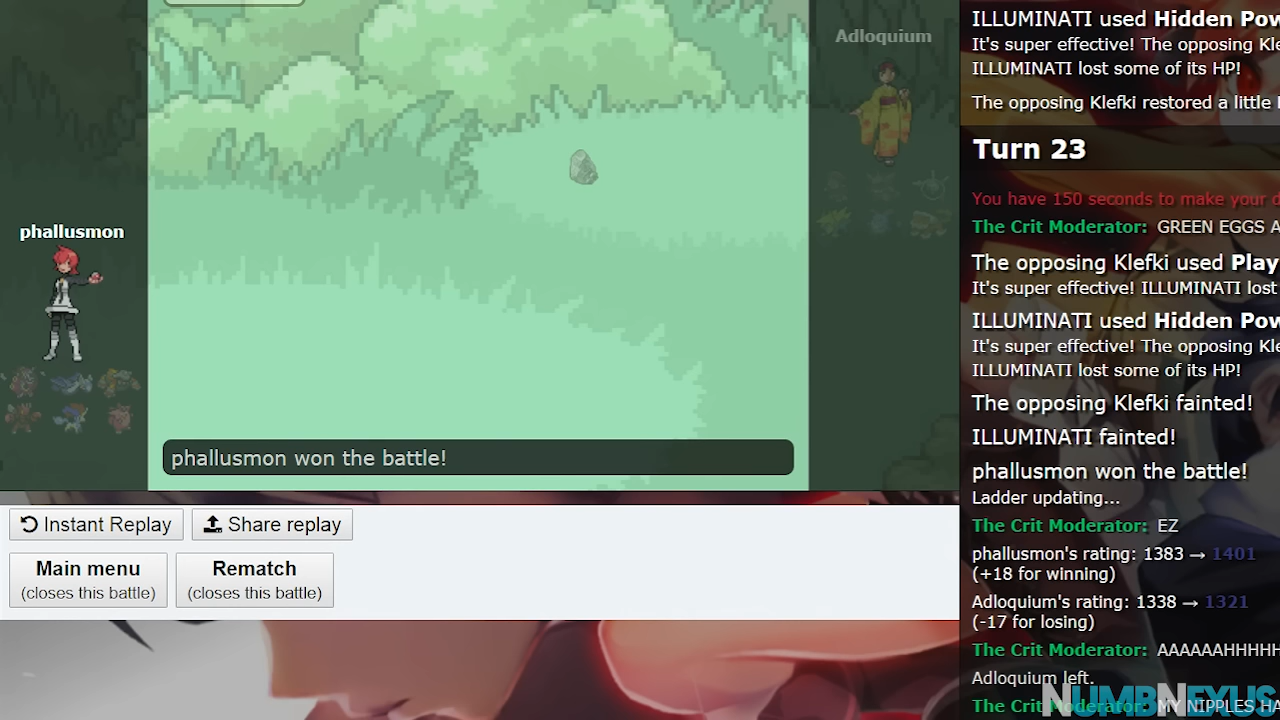 Adloquium
phallusmon
phallusmon won the battle!
Instant Replay
Share replay
Main menu
(closes this battle)
Rematch
(closes this battle)
ILLUMINATI used Hidden Pow
It's super effective! The opposing Kle
ILLUMINATI lost some of its HP!
The opposing Klefki restored a little
Turn 23
You have 150 seconds to make your d
The Crit Moderator: GREEN EGGS A
The opposing Klefki used Play
It's super effective! ILLUMINATI lost
ILLUMINATI used Hidden Pow
It's super effective! The opposing Kle
ILLUMINATI lost some of its HP!
The opposing Klefki fainted!
ILLUMINATI fainted!
phallusmon won the battle!
Ladder updating...
The Crit Moderator: EZ
phallusmon's rating: 1383 → 1401
(+18 for winning)
Adloquium's rating: 1338 → 1321
(-17 for losing)
The Crit Moderator: AAAAAAHHHHH
Adloquium left.
The Crit Moderator: MY NIPPLES HA
NUMBNEXUS